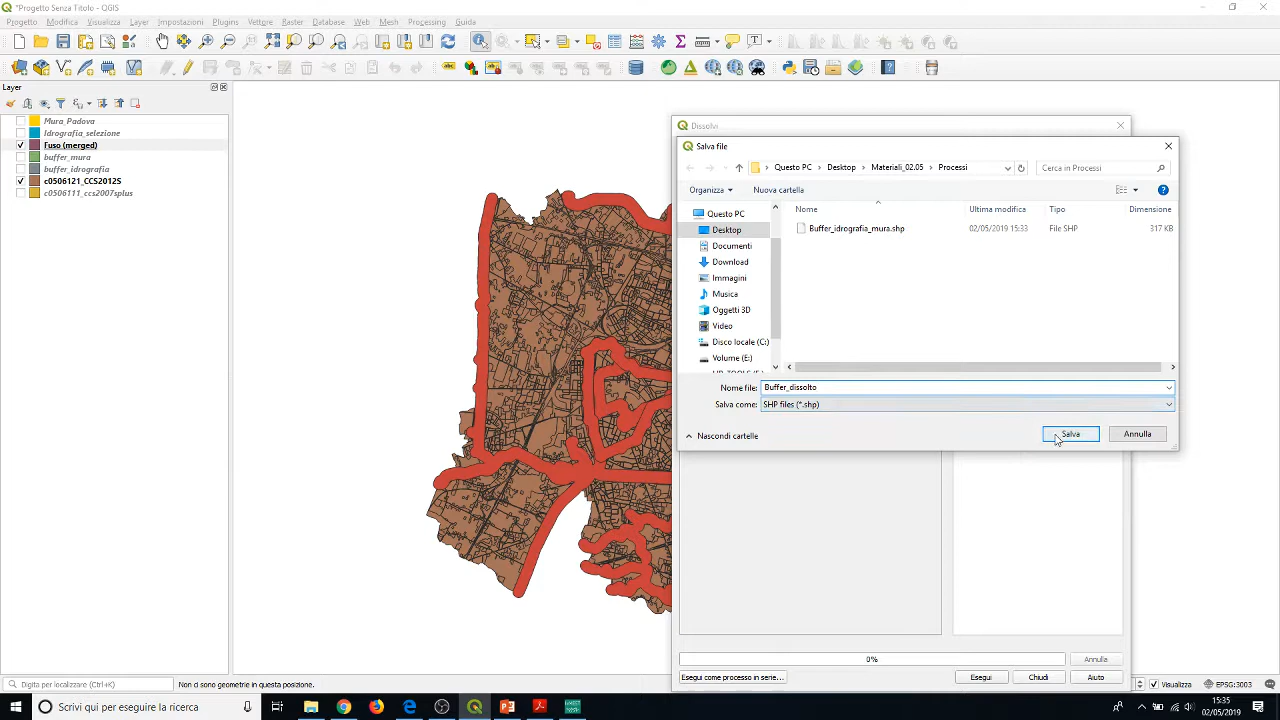 *Progetto Senza Titolo - QGIS
Progetto Modifica Visualizza Layer Impostazioni Plugins Vettore Raster Database Web Mesh Processing Guida
Layer
Mura_Padova
Idrografia_selezione
Fuso (merged)
buffer_mura
buffer_idrografia
c0506121_CCS2012S
c0506111_ccs2007splus
Dissolvi
Salva file
Questo PC
Desktop
Materiali_02.05
Processi
Cerca in Processi
Organizza
Nuova cartella
Questo PC
Desktop
Documenti
Download
Immagini
Musica
Oggetti 3D
Video
Disco locale (C:)
Volume (E:)
Nome
Ultima modifica
Tipo
Dimensione
Buffer_idrografia_mura.shp
02/05/2019 15:33
File SHP
317 KB
Nome file: Buffer_dissolto
Salva come: SHP files (*.shp)
Nascondi cartelle
Salva
Annulla
0%
Annulla
Esegui come processo in serie...
Esegui
Chiudi
Aiuto
Digita per localizzare (Ctrl+K)
Non ci sono geometrie in questa posizione.
Visualizza
EPSG:3003
Scrivi qui per eseguire la ricerca
15:35
02/05/2019